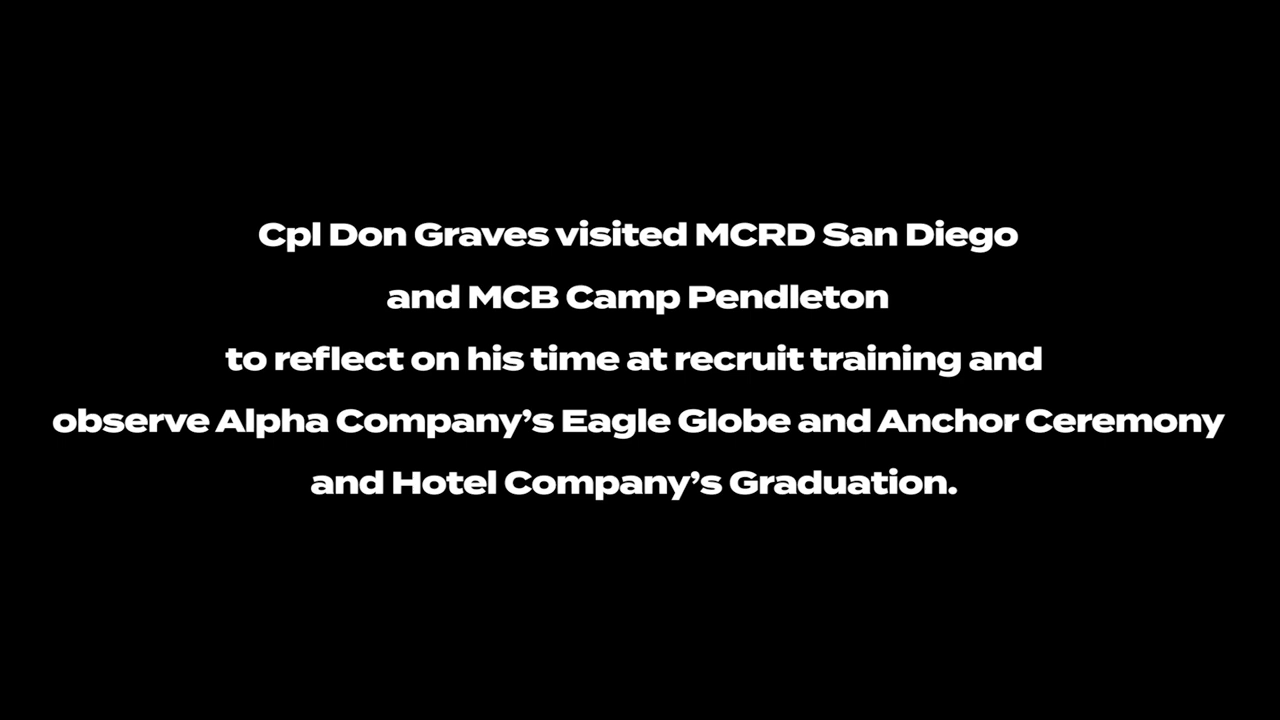 Cpl Don Graves visited MCRD San Diego
and MCB Camp Pendleton
to reflect on his time at recruit training and
observe Alpha Company’s Eagle Globe and Anchor Ceremony
and Hotel Company’s Graduation.